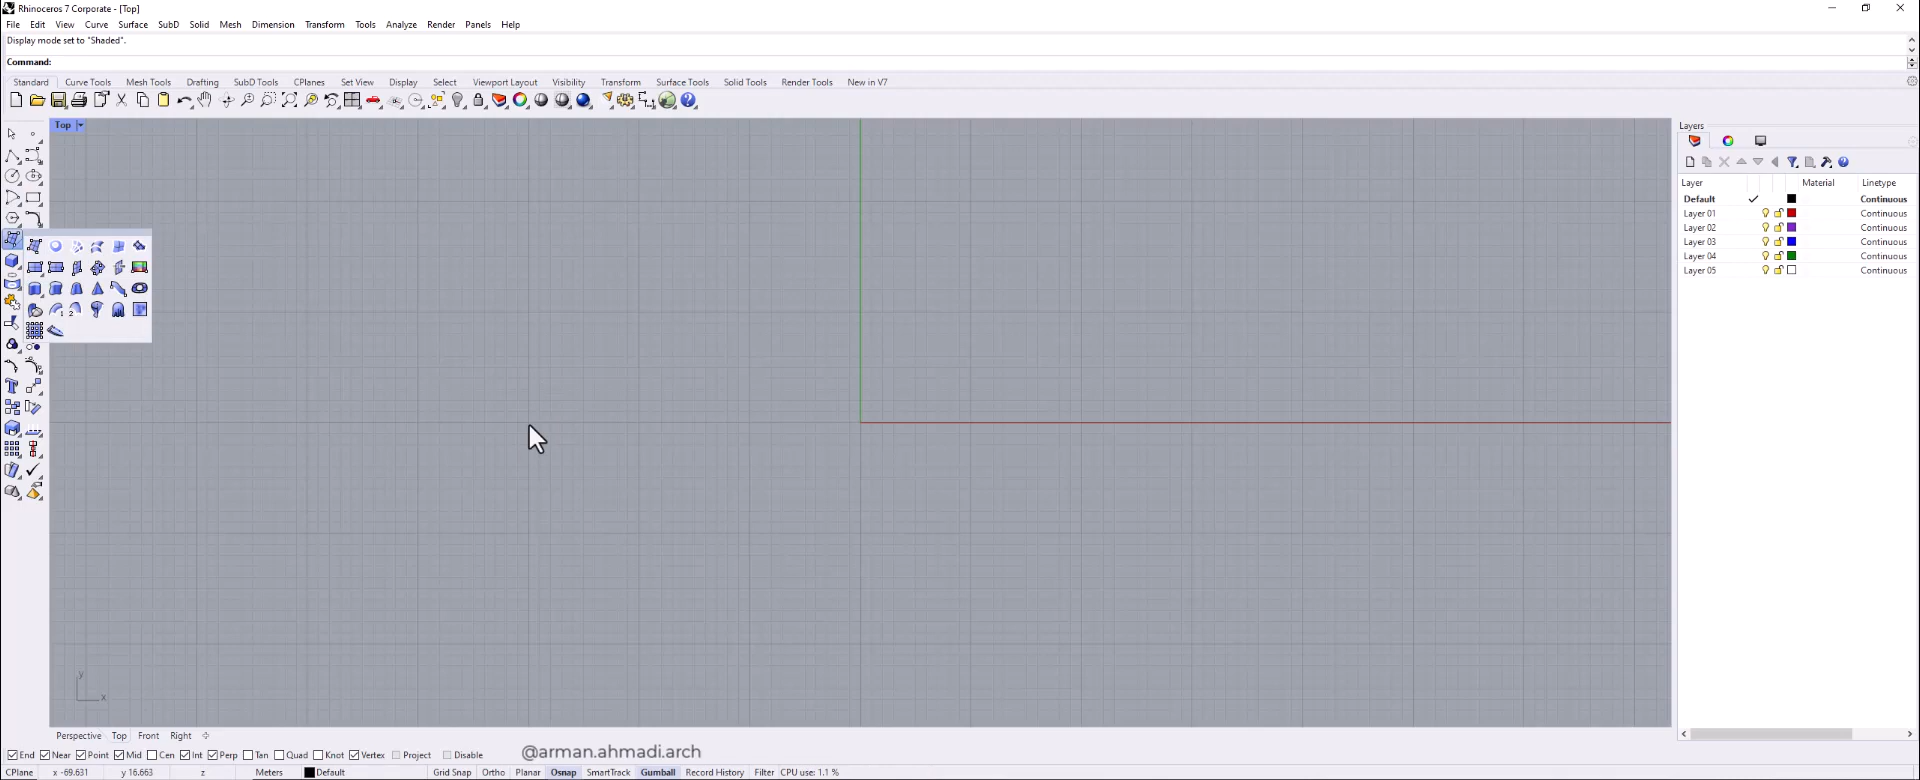 Rhinoceros 7 Corporate - [Top]
File Edit View Curve Surface SubD Solid Mesh Dimension Transform Tools Analyze Render Panels Help
Display mode set to "Shaded".
Command:
Standard Curve Tools Mesh Tools Drafting SubD Tools CPlanes Set View Display Select Viewport Layout Visibility Transform Surface Tools Solid Tools Render Tools New in V7
Top
Layers
Layer Material Linetype
Default Continuous
Layer 01 Continuous
Layer 02 Continuous
Layer 03 Continuous
Layer 04 Continuous
Layer 05 Continuous
1 2
y
x
Perspective Top Front Right
End Near Point Mid Cen Int Perp Tan Quad Knot Vertex Project Disable
@arman.ahmadi.arch
CPlane x -69.631 y 16.663 z Meters Default Grid Snap Ortho Planar Osnap SmartTrack Gumball Record History Filter CPU use: 1.1 %